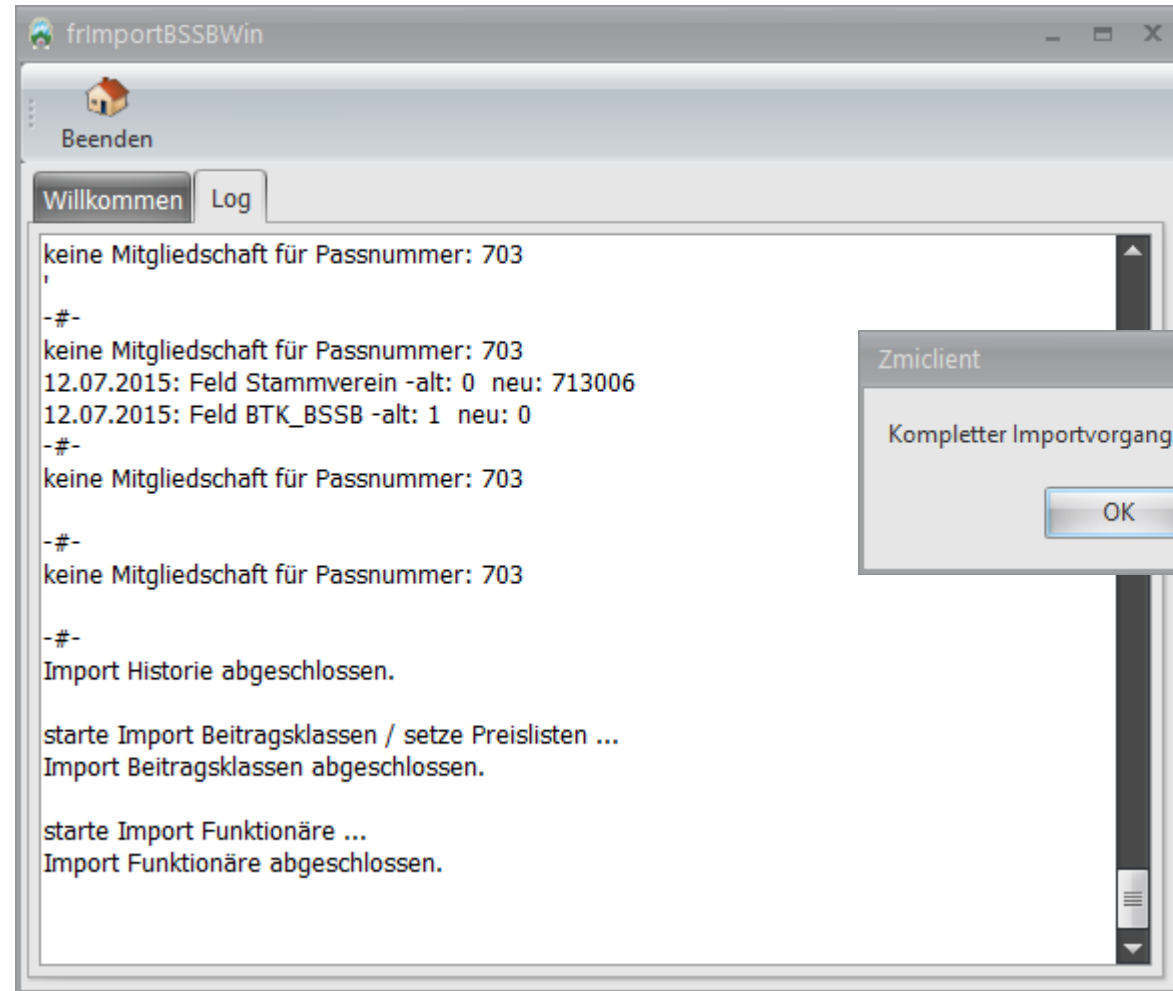 frImportBSSBWin
Beenden
Willkommen Log
keine Mitgliedschaft für Passnummer: 703
'
-#-
keine Mitgliedschaft für Passnummer: 703
12.07.2015: Feld Stammverein -alt: 0  neu: 713006
12.07.2015: Feld BTK_BSSB -alt: 1  neu: 0
-#-
keine Mitgliedschaft für Passnummer: 703
-#-
keine Mitgliedschaft für Passnummer: 703
-#-
Import Historie abgeschlossen.
starte Import Beitragsklassen / setze Preislisten ...
Import Beitragsklassen abgeschlossen.
starte Import Funktionäre ...
Import Funktionäre abgeschlossen.
Zmiclient
Kompletter Importvorgang
OK